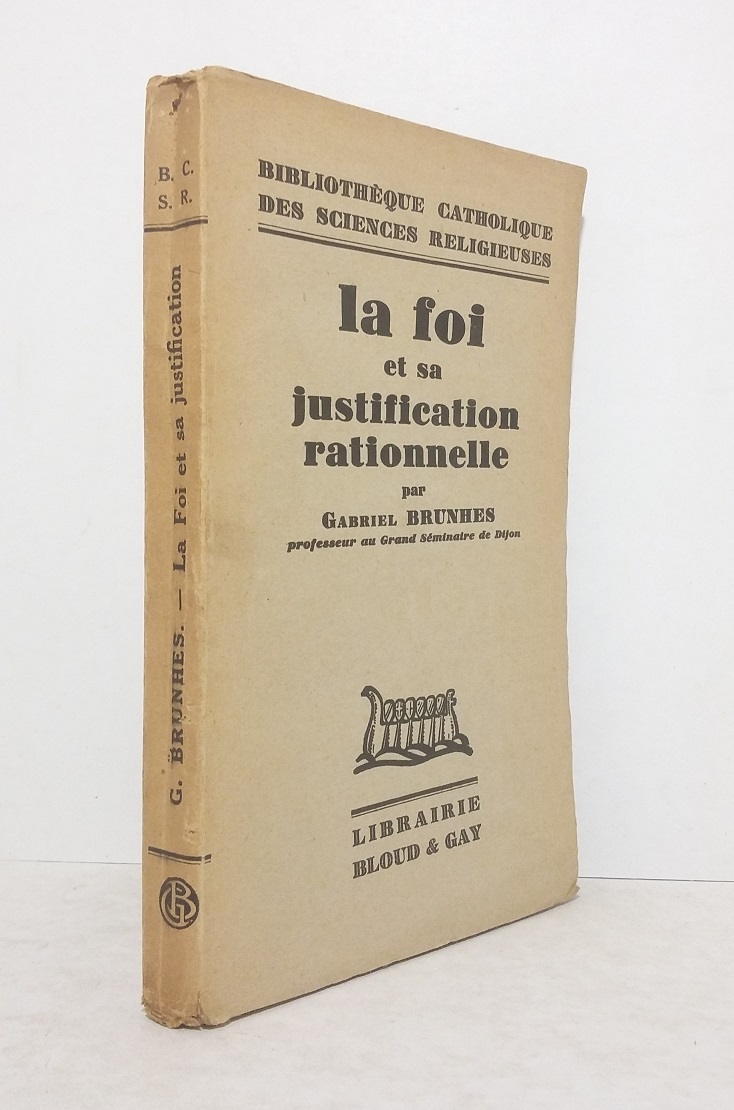 B. C.
S. R.
G. BRUNHES. — La Foi et sa justification
BG
BIBLIOTHÈQUE CATHOLIQUE
DES SCIENCES RELIGIEUSES
la foi
et sa
justification
rationnelle
par
GABRIEL BRUNHES
professeur au Grand Séminaire de Dijon
LIBRAIRIE
BLOUD & GAY